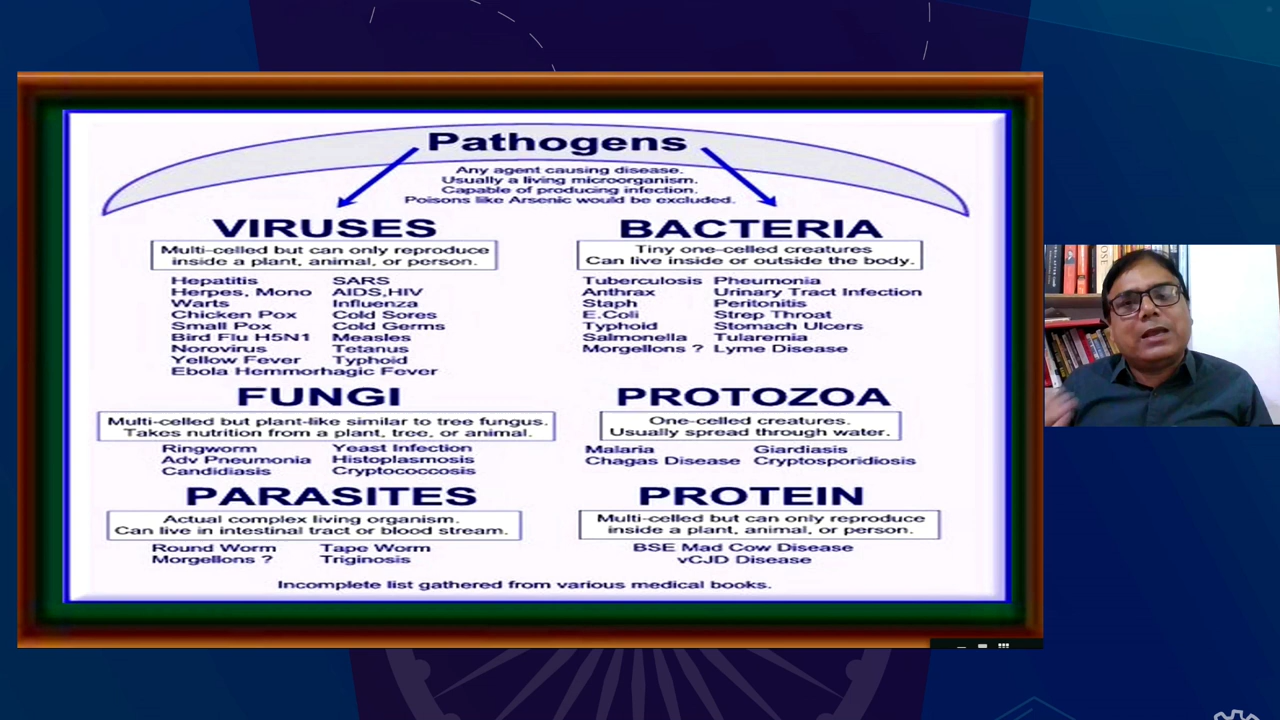 Pathogens
Any agent causing disease.
Usually a living microorganism.
Capable of producing infection.
Poisons like Arsenic would be excluded.
VIRUSES
Multi-celled but can only reproduce
inside a plant, animal, or person.
Hepatitis SARS
Herpes, Mono AIDS,HIV
Warts Influenza
Chicken Pox Cold Sores
Small Pox Cold Germs
Bird Flu H5N1 Measles
Norovirus Tetanus
Yellow Fever Typhoid
Ebola Hemmorhagic Fever
BACTERIA
Tiny one-celled creatures
Can live inside or outside the body.
Tuberculosis Pneumonia
Anthrax Urinary Tract Infection
Staph Peritonitis
E.Coli Strep Throat
Typhoid Stomach Ulcers
Salmonella Tularemia
Morgellons ? Lyme Disease
FUNGI
Multi-celled but plant-like similar to tree fungus.
Takes nutrition from a plant, tree, or animal.
Ringworm Yeast Infection
Adv Pneumonia Histoplasmosis
Candidiasis Cryptococcosis
PROTOZOA
One-celled creatures.
Usually spread through water.
Malaria Giardiasis
Chagas Disease Cryptosporidiosis
PARASITES
Actual complex living organism.
Can live in intestinal tract or blood stream.
Round Worm Tape Worm
Morgellons ? Triginosis
PROTEIN
Multi-celled but can only reproduce
inside a plant, animal, or person.
BSE Mad Cow Disease
vCJD Disease
Incomplete list gathered from various medical books.